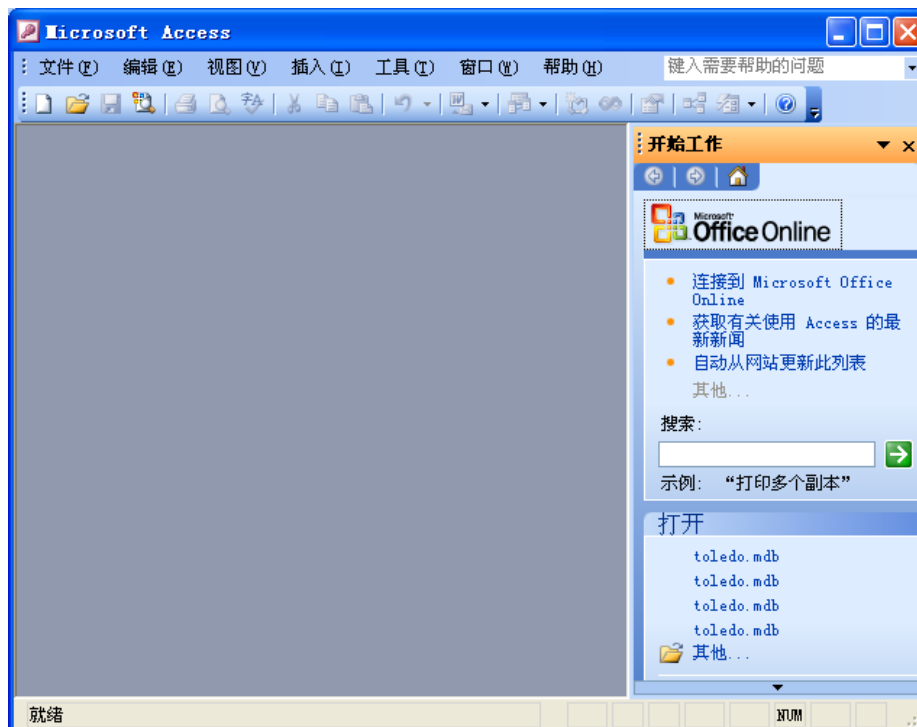 Microsoft Access
文件(F) 编辑(E) 视图(V) 插入(I) 工具(T) 窗口(W) 帮助(H) 键入需要帮助的问题
开始工作
Microsoft
Office Online
连接到 Microsoft Office
Online
获取有关使用 Access 的最
新新闻
自动从网站更新此列表
其他...
搜索:
示例: “打印多个副本”
打开
toledo.mdb
toledo.mdb
toledo.mdb
toledo.mdb
其他...
就绪 NUM